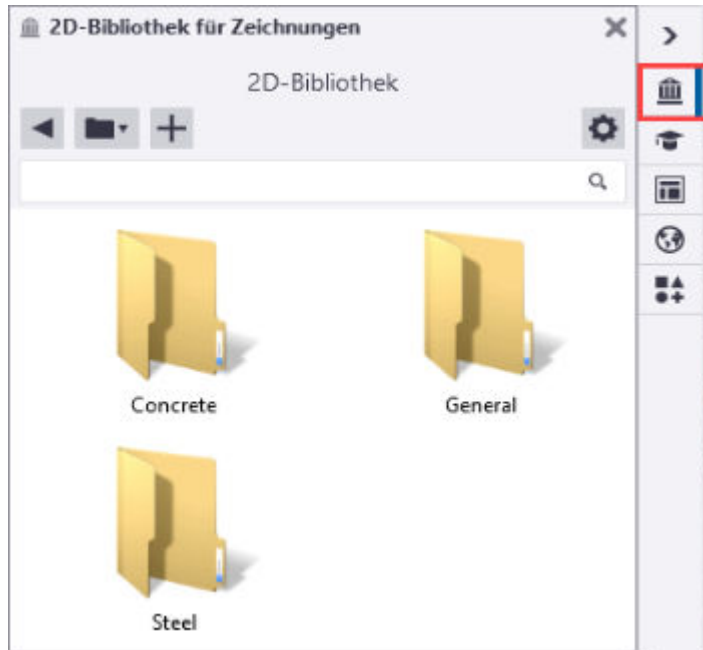 2D-Bibliothek für Zeichnungen
2D-Bibliothek
Concrete
General
Steel